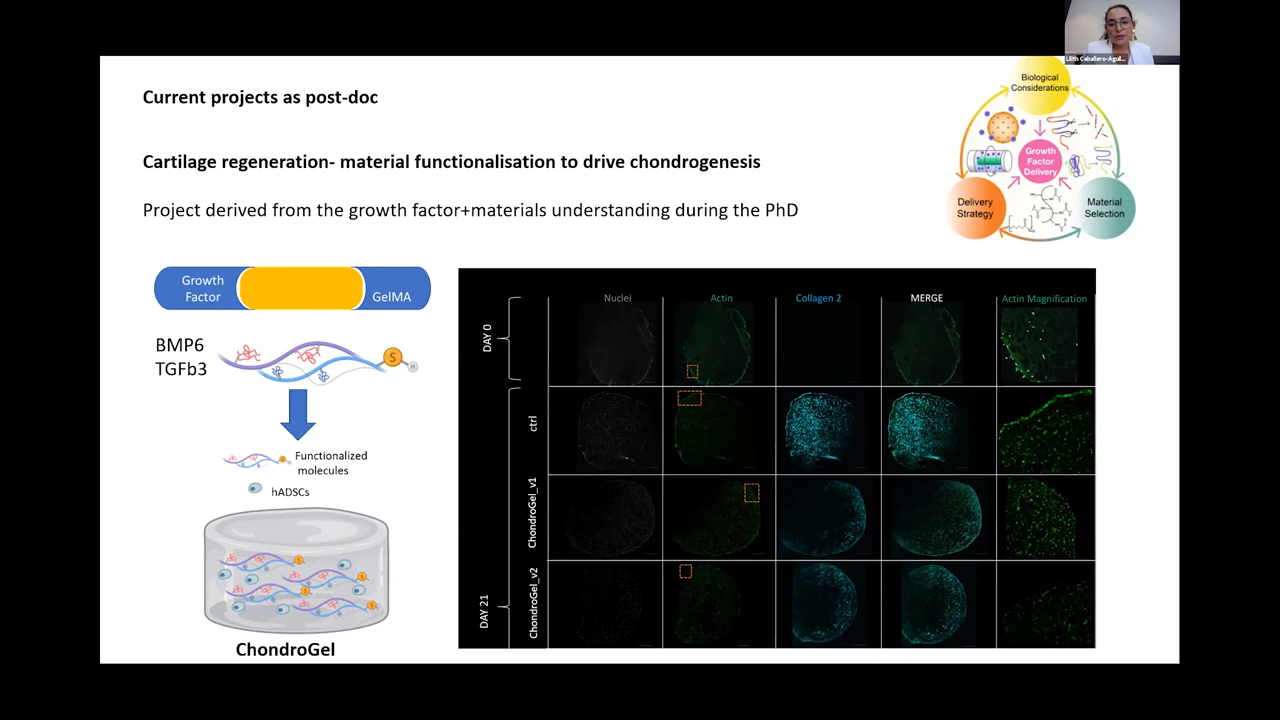 Lilith Caballero-Aguil...
Current projects as post-doc
Cartilage regeneration- material functionalisation to drive chondrogenesis
Project derived from the growth factor+materials understanding during the PhD
Biological
Considerations
Growth
Factor
Delivery
Delivery
Strategy
Material
Selection
Growth
Factor
GelMA
BMP6
TGFb3
S
H
Functionalized
molecules
hADSCs
S
S
S
S
ChondroGel
Nuclei
Actin
Collagen 2
MERGE
Actin Magnification
DAY 0
ctrl
ChondroGel_v1
ChondroGel_v2
DAY 21